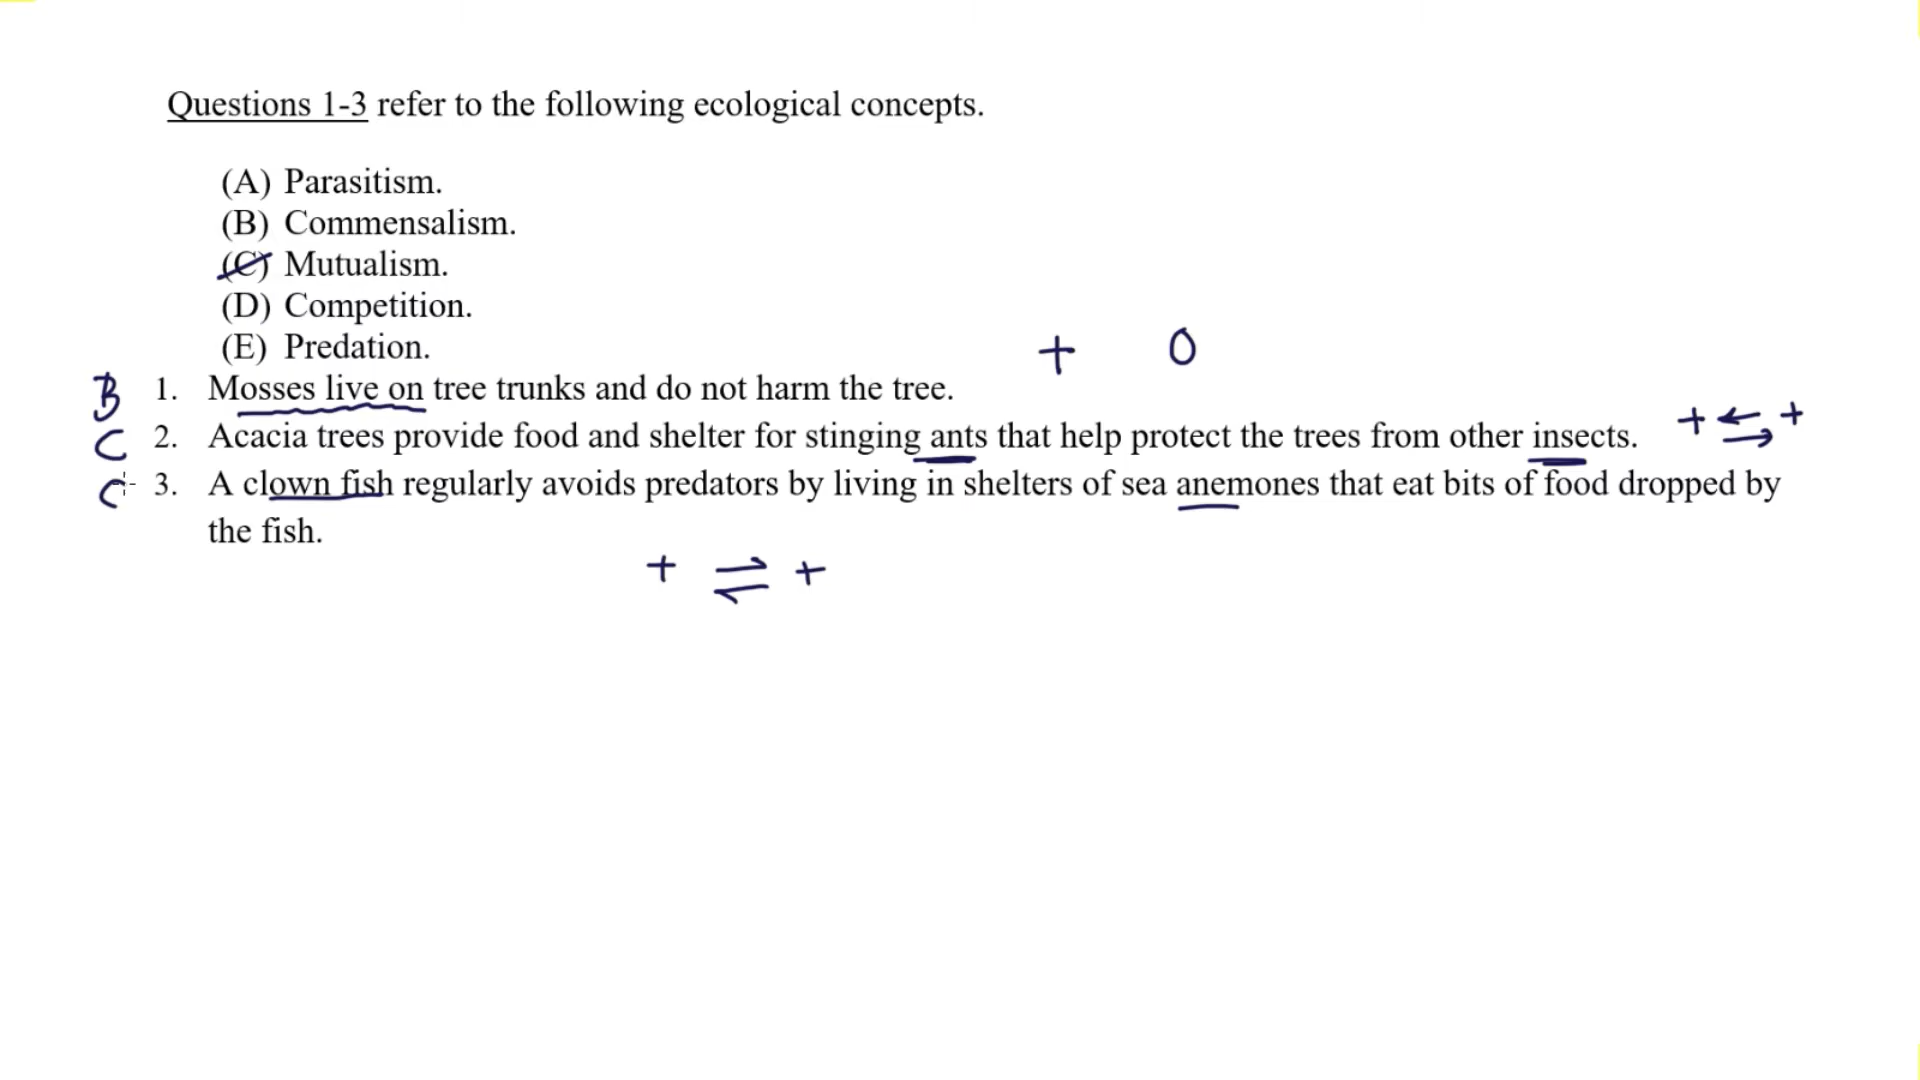 Questions 1-3 refer to the following ecological concepts.
(A) Parasitism.
(B) Commensalism.
(C) Mutualism.
(D) Competition.
(E) Predation.
+ 0
B 1. Mosses live on tree trunks and do not harm the tree.
C 2. Acacia trees provide food and shelter for stinging ants that help protect the trees from other insects. + ⇆ +
C 3. A clown fish regularly avoids predators by living in shelters of sea anemones that eat bits of food dropped by
the fish.
+ ⇌ +